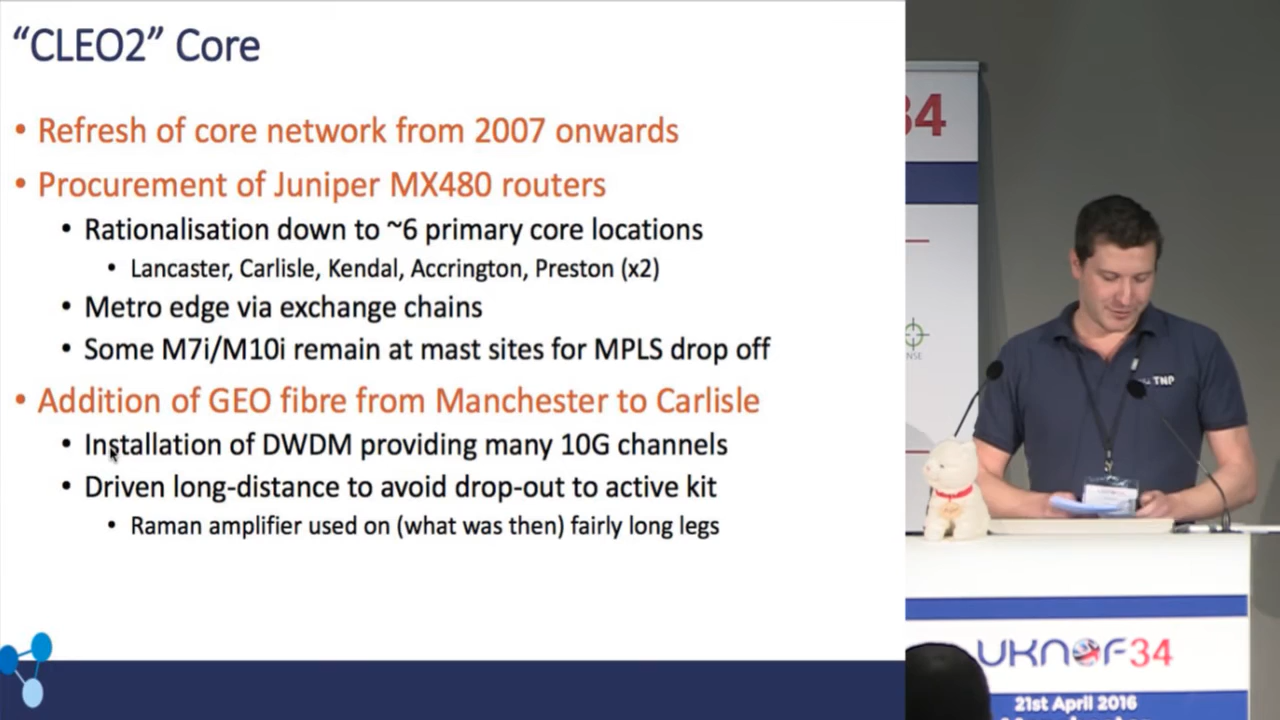 “CLEO2” Core
• Refresh of core network from 2007 onwards
• Procurement of Juniper MX480 routers
• Rationalisation down to ~6 primary core locations
• Lancaster, Carlisle, Kendal, Accrington, Preston (x2)
• Metro edge via exchange chains
• Some M7i/M10i remain at mast sites for MPLS drop off
• Addition of GEO fibre from Manchester to Carlisle
• Installation of DWDM providing many 10G channels
• Driven long-distance to avoid drop-out to active kit
• Raman amplifier used on (what was then) fairly long legs
34
TNP
UKNOF34
21st April 2016